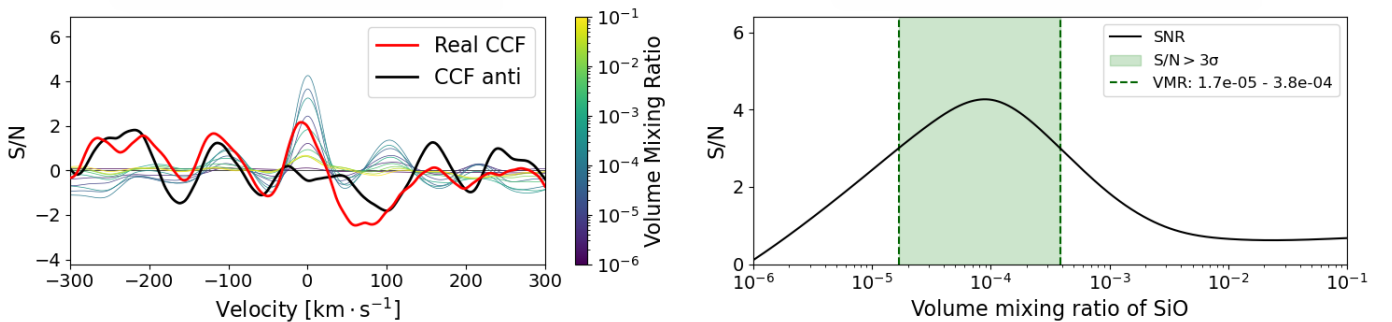 6
4
2
0
−2
−4
S/N
−300
−200
−100
0
100
200
300
Velocity [km · s⁻¹]
Real CCF
CCF anti
10⁻¹
10⁻²
10⁻³
10⁻⁴
10⁻⁵
10⁻⁶
Volume Mixing Ratio
6
4
2
0
S/N
10⁻⁶
10⁻⁵
10⁻⁴
10⁻³
10⁻²
10⁻¹
Volume mixing ratio of SiO
SNR
S/N > 3σ
VMR: 1.7e-05 - 3.8e-04